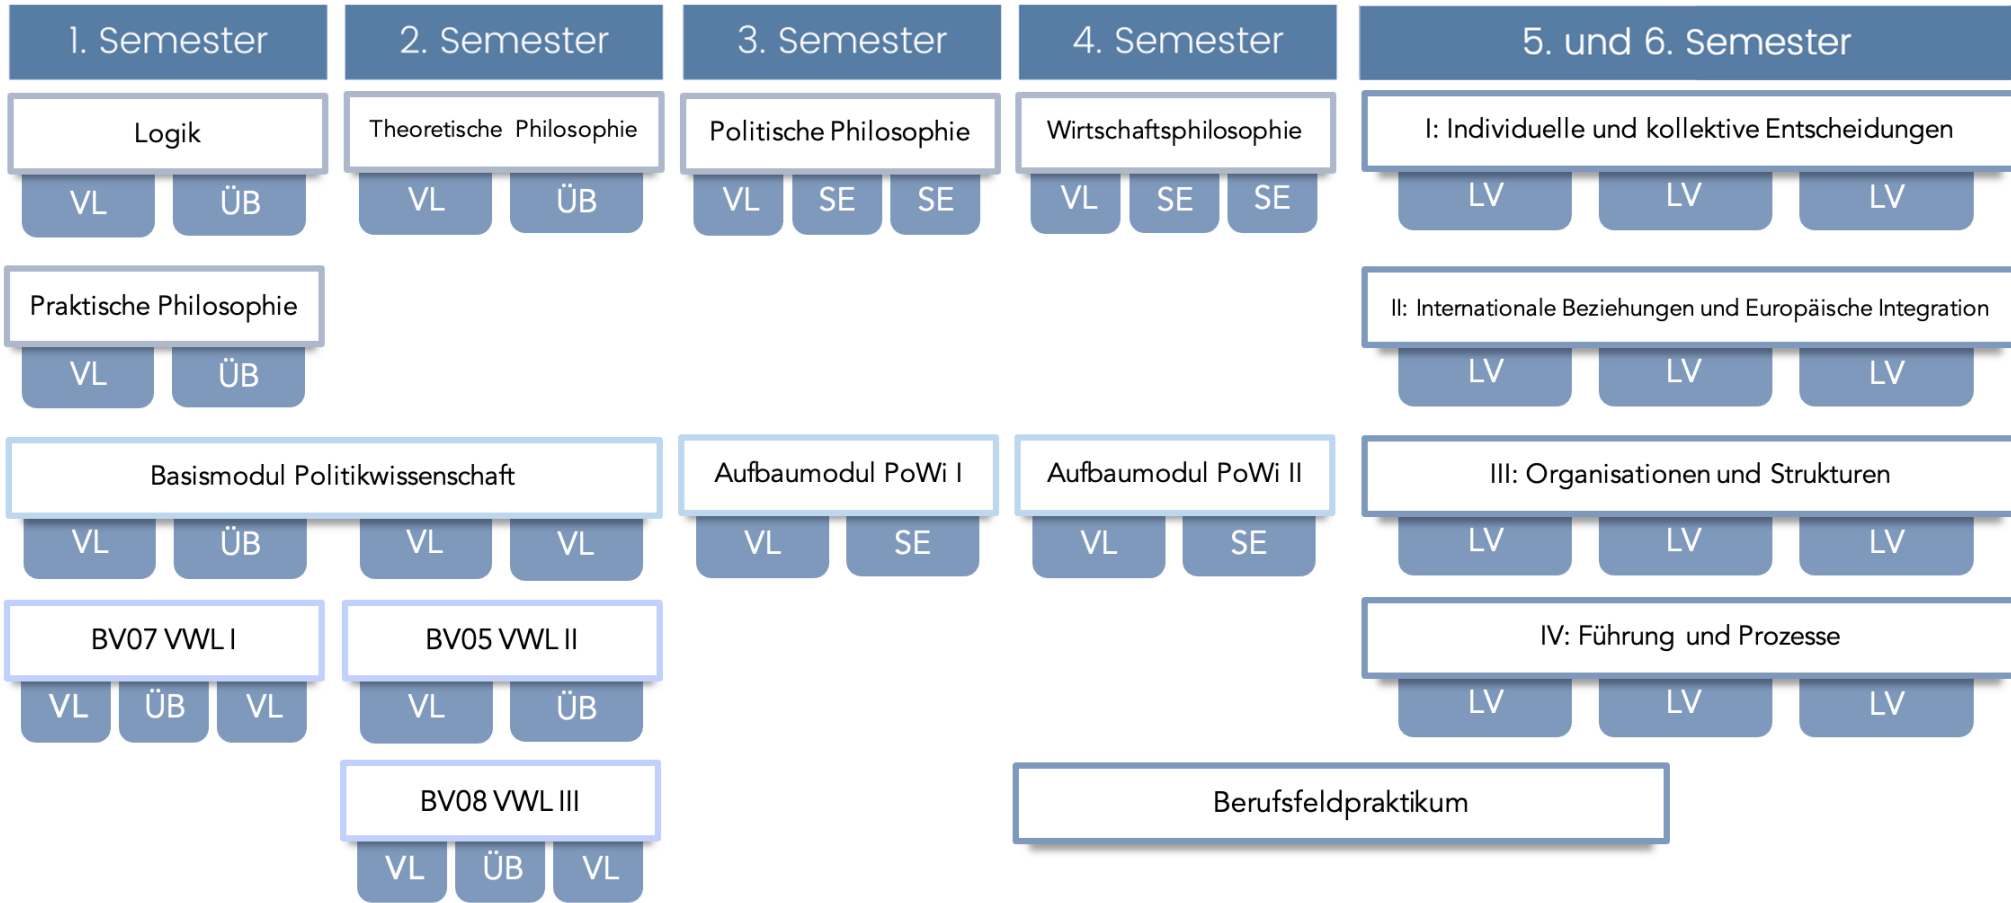 1. Semester 2. Semester 3. Semester 4. Semester 5. und 6. Semester
Logik Theoretische Philosophie Politische Philosophie Wirtschaftsphilosophie I: Individuelle und kollektive Entscheidungen
VL ÜB VL ÜB VL SE SE VL SE SE LV LV LV
Praktische Philosophie II: Internationale Beziehungen und Europäische Integration
VL ÜB LV LV LV
Basismodul Politikwissenschaft Aufbaumodul PoWi I Aufbaumodul PoWi II III: Organisationen und Strukturen
VL ÜB VL VL VL SE VL SE LV LV LV
BV07 VWL I BV05 VWL II IV: Führung und Prozesse
VL ÜB VL VL ÜB LV LV LV
BV08 VWL III Berufsfeldpraktikum
VL ÜB VL